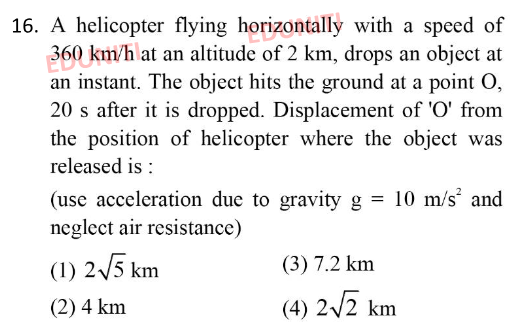 16. A helicopter flying horizontally with a speed of
360 km/h at an altitude of 2 km, drops an object at
an instant. The object hits the ground at a point O,
20 s after it is dropped. Displacement of 'O' from
the position of helicopter where the object was
released is :
(use acceleration due to gravity g = 10 m/s² and
neglect air resistance)
(1) 2√5 km
(3) 7.2 km
(2) 4 km
(4) 2√2 km
EDUNITI
EDUNITI